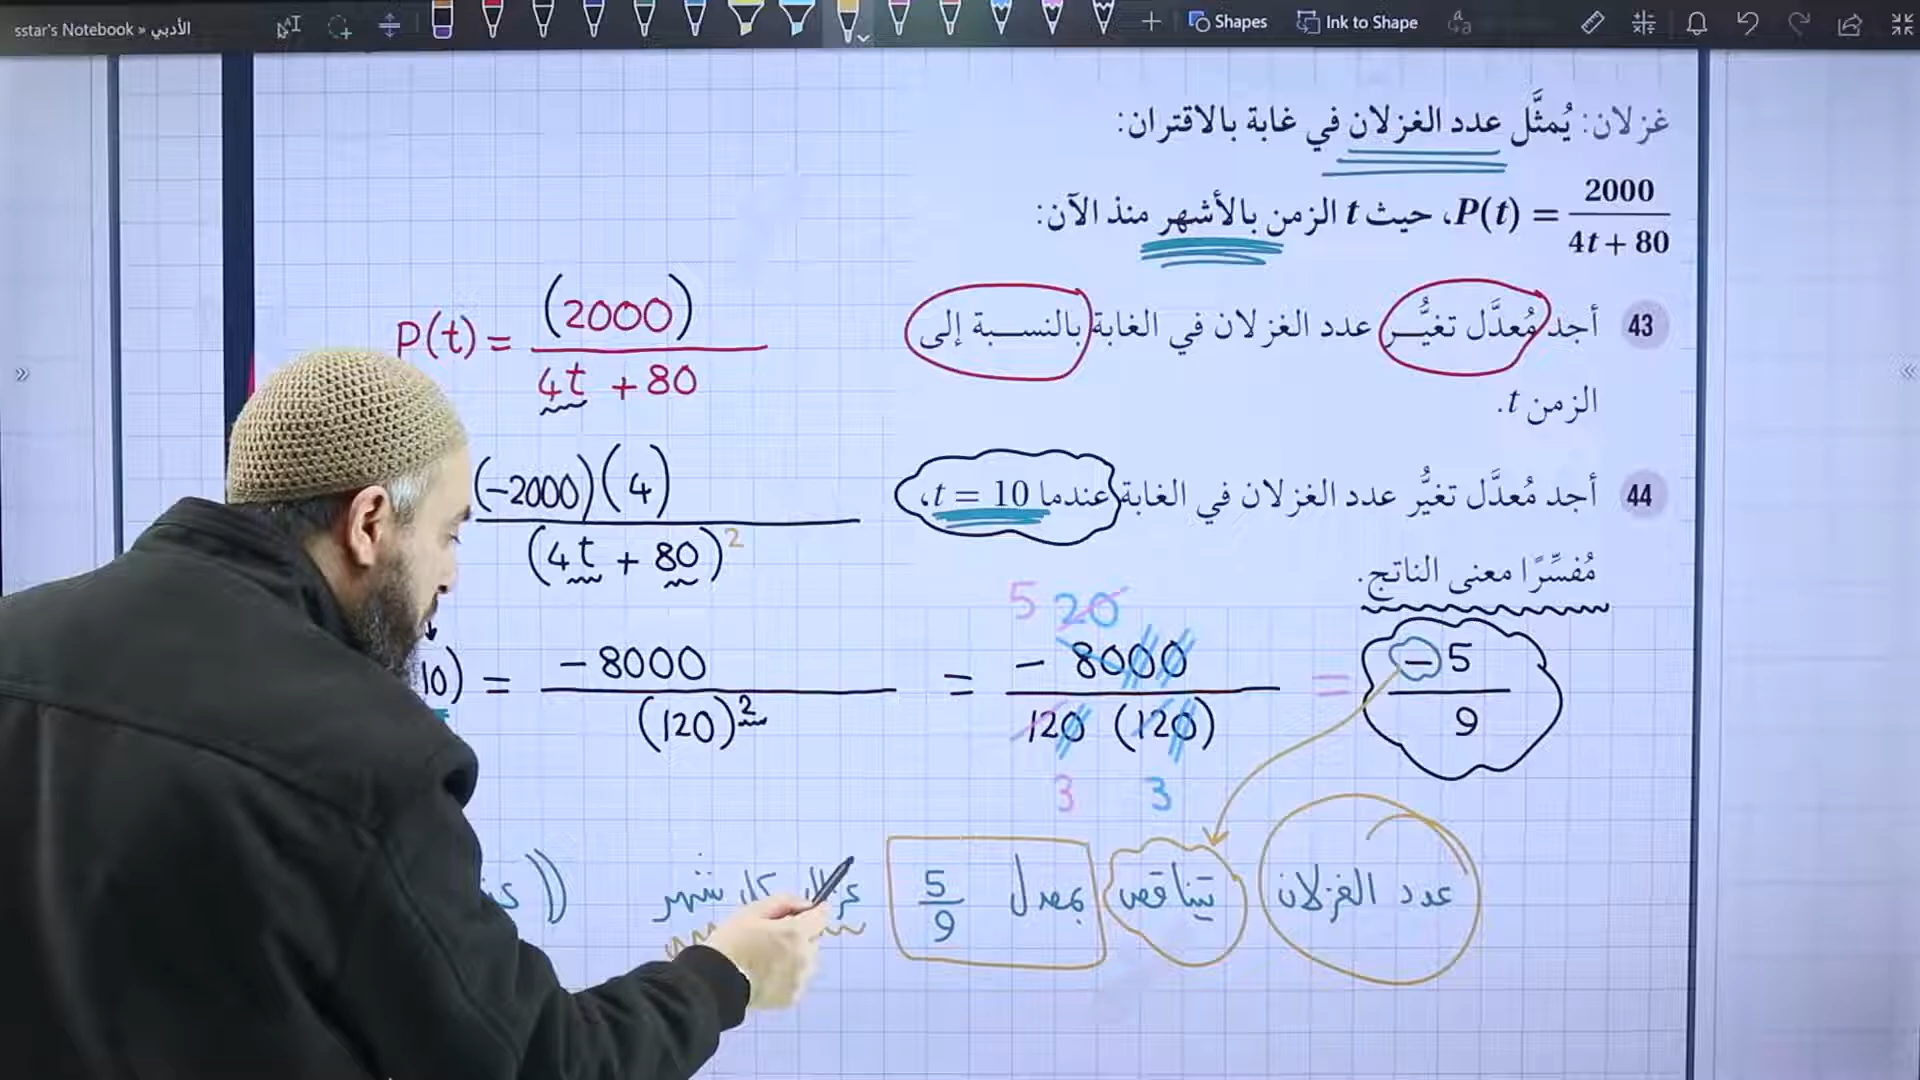 sstar's Notebook » الأدبي
Shapes
Ink to Shape
غزلان: يُمثَّل عدد الغزلان في غابة بالاقتران:
P(t) = 2000 / 4t + 80، حيث t الزمن بالأشهر منذ الآن:
43 أجد مُعدَّل تغيُّر عدد الغزلان في الغابة بالنسبة إلى
الزمن t.
44 أجد مُعدَّل تغيُّر عدد الغزلان في الغابة عندما t = 10،
مُفسِّرًا معنى الناتج.
P(t) = (2000) / 4t + 80
(-2000)(4) / (4t + 80)2
10) = -8000 / (120)2 = - 8000 / 120 (120) = -5 / 9
5 20
3 3
عدد الغزلان يتناقص بمعدل 5/9 غزال كل شهر ((